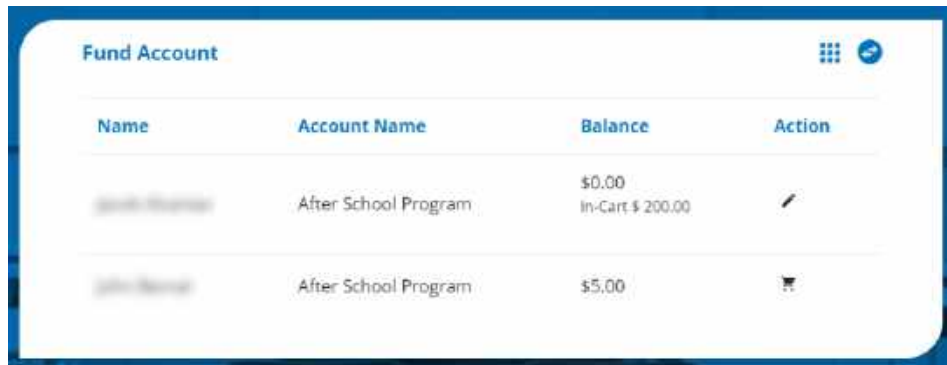 Fund Account
Name Account Name Balance Action
After School Program $0.00
In-Cart $ 200.00
After School Program $5.00